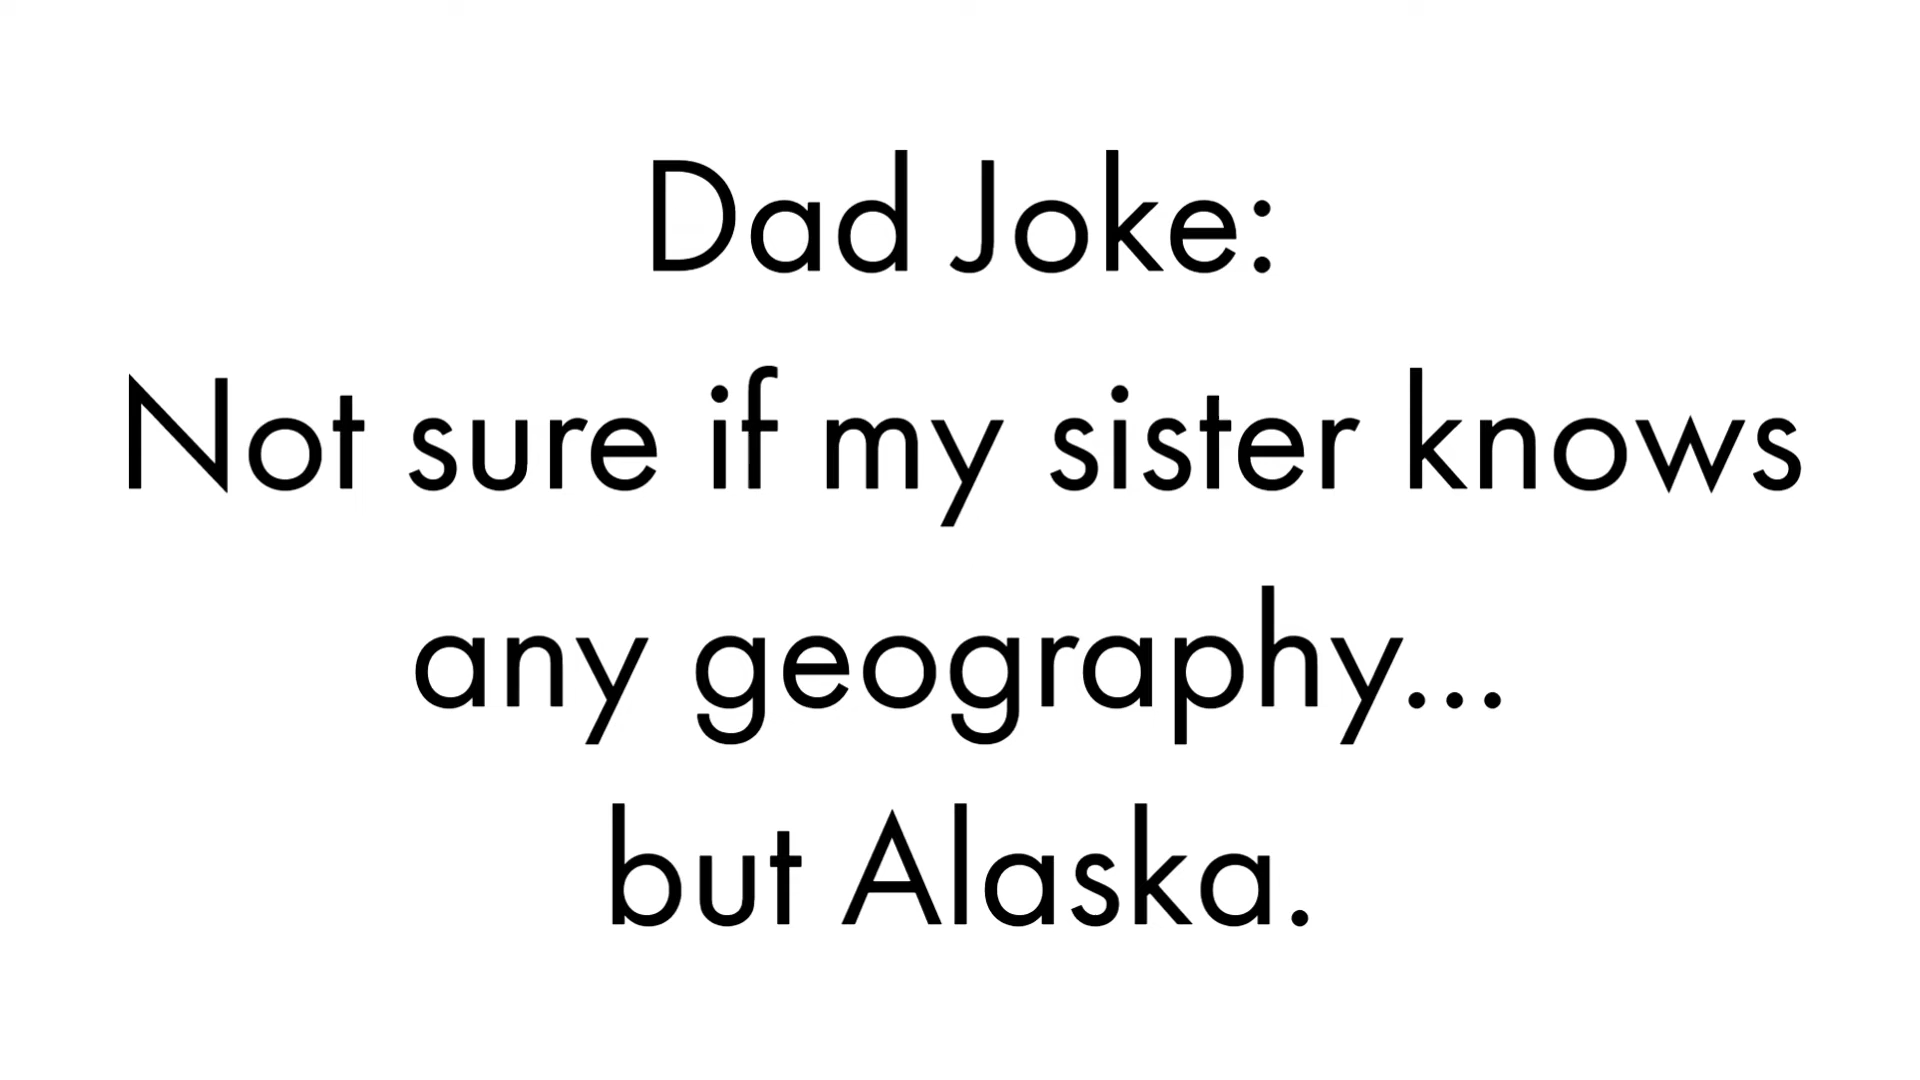 Dad Joke:
Not sure if my sister knows
any geography...
but Alaska.